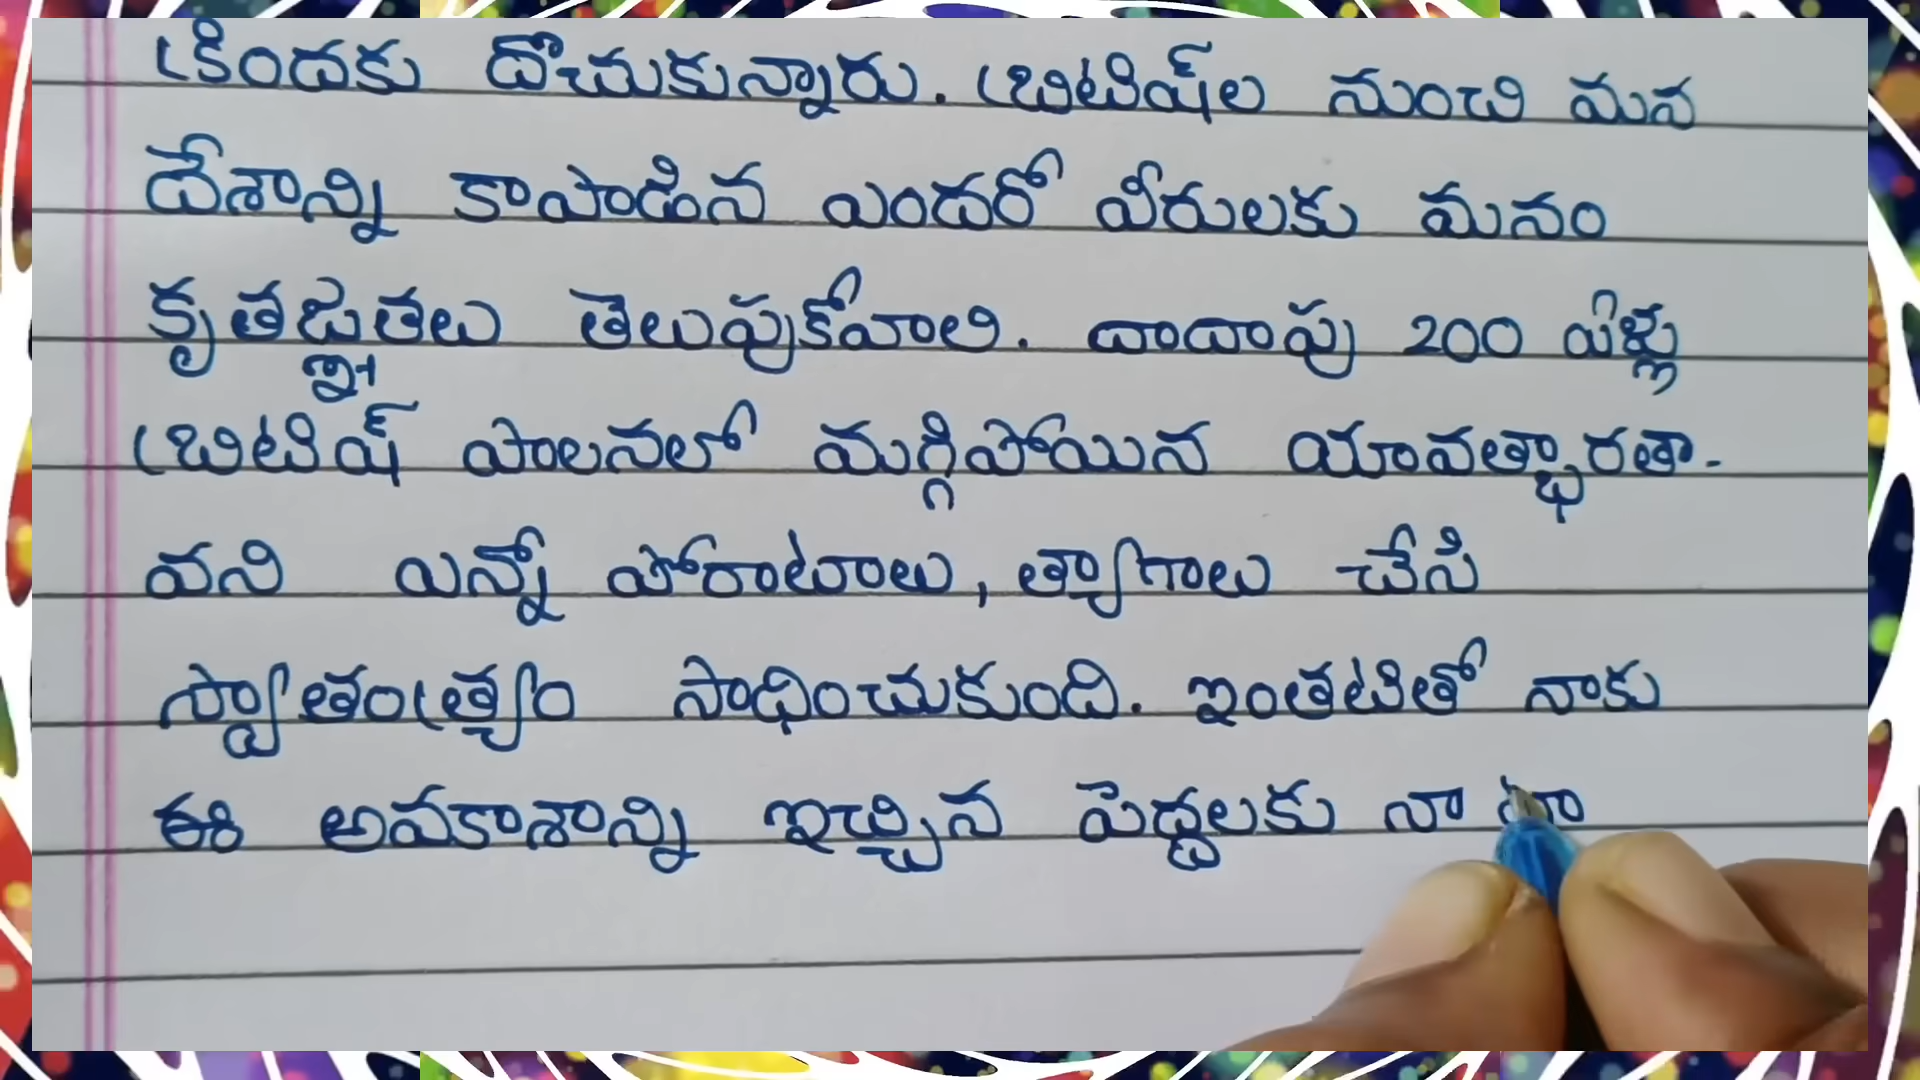 క్రిందకు దోచుకున్నారు. బ్రిటిష్‌ల నుంచి మన
దేశాన్ని కాపాడిన ఎందరో వీరులకు మనం
కృతజ్ఞతలు తెలుపుకోవాలి. దాదాపు 200 ఏళ్లు
బ్రిటిష్ పాలనలో మగ్గిపోయిన యావత్భారతా-
వని ఎన్నో పోరాటాలు, త్యాగాలు చేసి
స్వాతంత్ర్యం సాధించుకుంది. ఇంతటితో నాకు
ఈ అవకాశాన్ని ఇచ్చిన పెద్దలకు నా